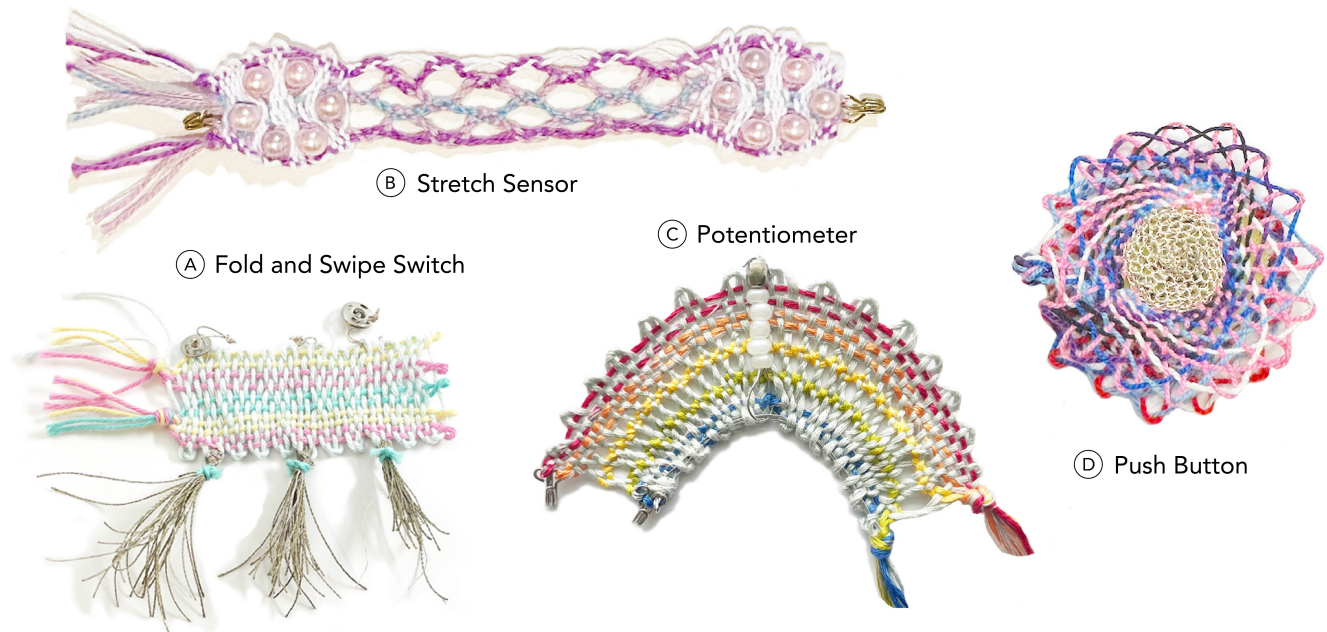 B Stretch Sensor
C Potentiometer
A Fold and Swipe Switch
D Push Button